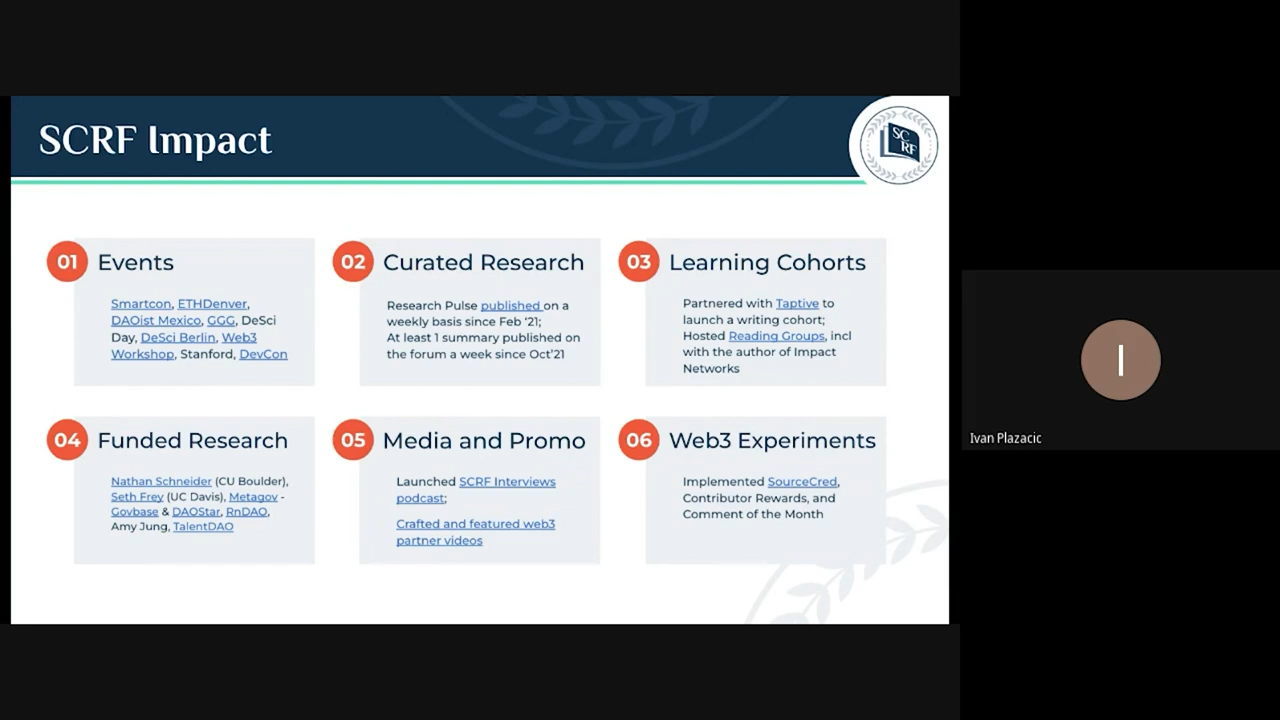 SCRF Impact
SC
RF
01 Events
Smartcon, ETHDenver,
DAOist Mexico, GGG, DeSci
Day, DeSci Berlin, Web3
Workshop, Stanford, DevCon
02 Curated Research
Research Pulse published on a
weekly basis since Feb '21;
At least 1 summary published on
the forum a week since Oct'21
03 Learning Cohorts
Partnered with Taptive to
launch a writing cohort;
Hosted Reading Groups, incl
with the author of Impact
Networks
04 Funded Research
Nathan Schneider (CU Boulder),
Seth Frey (UC Davis), Metagov -
Govbase & DAOStar, RnDAO,
Amy Jung, TalentDAO
05 Media and Promo
Launched SCRF Interviews
podcast;
Crafted and featured web3
partner videos
06 Web3 Experiments
Implemented SourceCred,
Contributor Rewards, and
Comment of the Month
I
Ivan Plazacic